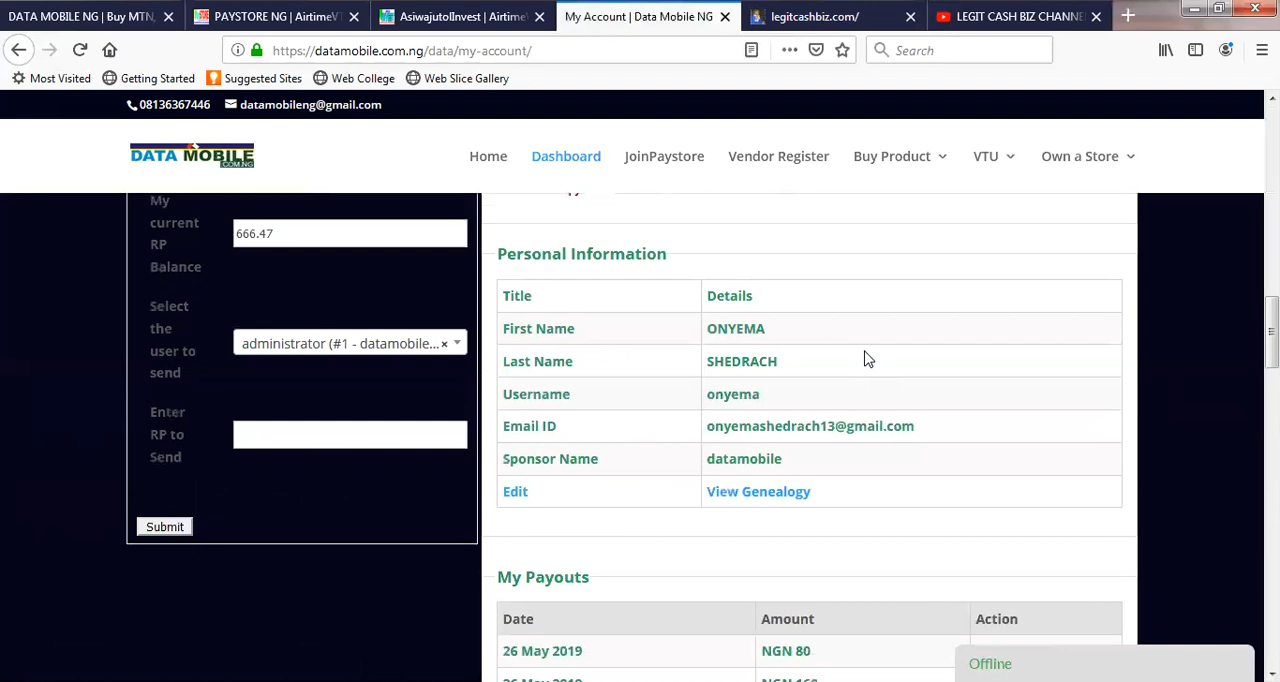 DATA MOBILE NG | Buy MTN, PAYSTORE NG | AirtimeVT AsiwajutoInvest | Airtime My Account | Data Mobile NG legitcashbiz.com/ LEGIT CASH BIZ CHANNE
https://datamobile.com.ng/data/my-account/ Search
Most Visited Getting Started Suggested Sites Web College Web Slice Gallery
08136367446 datamobileng@gmail.com
DATA MOBILE
.COM.NG
Home Dashboard JoinPaystore Vendor Register Buy Product VTU Own a Store
My
current
RP
Balance
666.47
Select
the
user to
send
administrator (#1 - datamobile... ×
Enter
RP to
Send
Submit
Personal Information
Title Details
First Name ONYEMA
Last Name SHEDRACH
Username onyema
Email ID onyemashedrach13@gmail.com
Sponsor Name datamobile
Edit View Genealogy
My Payouts
Date Amount Action
26 May 2019 NGN 80
Offline